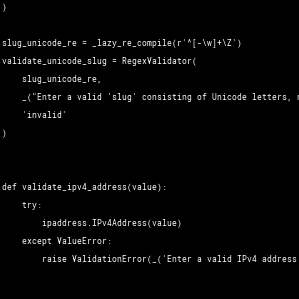 )
slug_unicode_re = _lazy_re_compile(r'^[-\w]+\Z')
validate_unicode_slug = RegexValidator(
    slug_unicode_re,
    _("Enter a valid 'slug' consisting of Unicode letters,
    'invalid'
)
def validate_ipv4_address(value):
    try:
        ipaddress.IPv4Address(value)
    except ValueError:
        raise ValidationError(_('Enter a valid IPv4 address